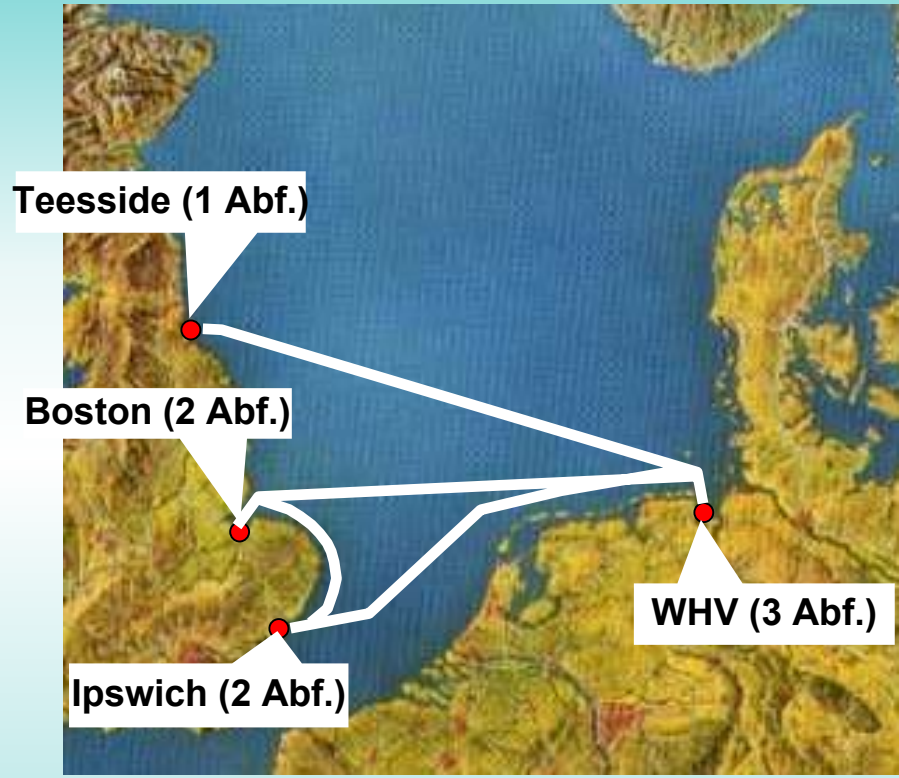 Teesside (1 Abf.)
Boston (2 Abf.)
WHV (3 Abf.)
Ipswich (2 Abf.)